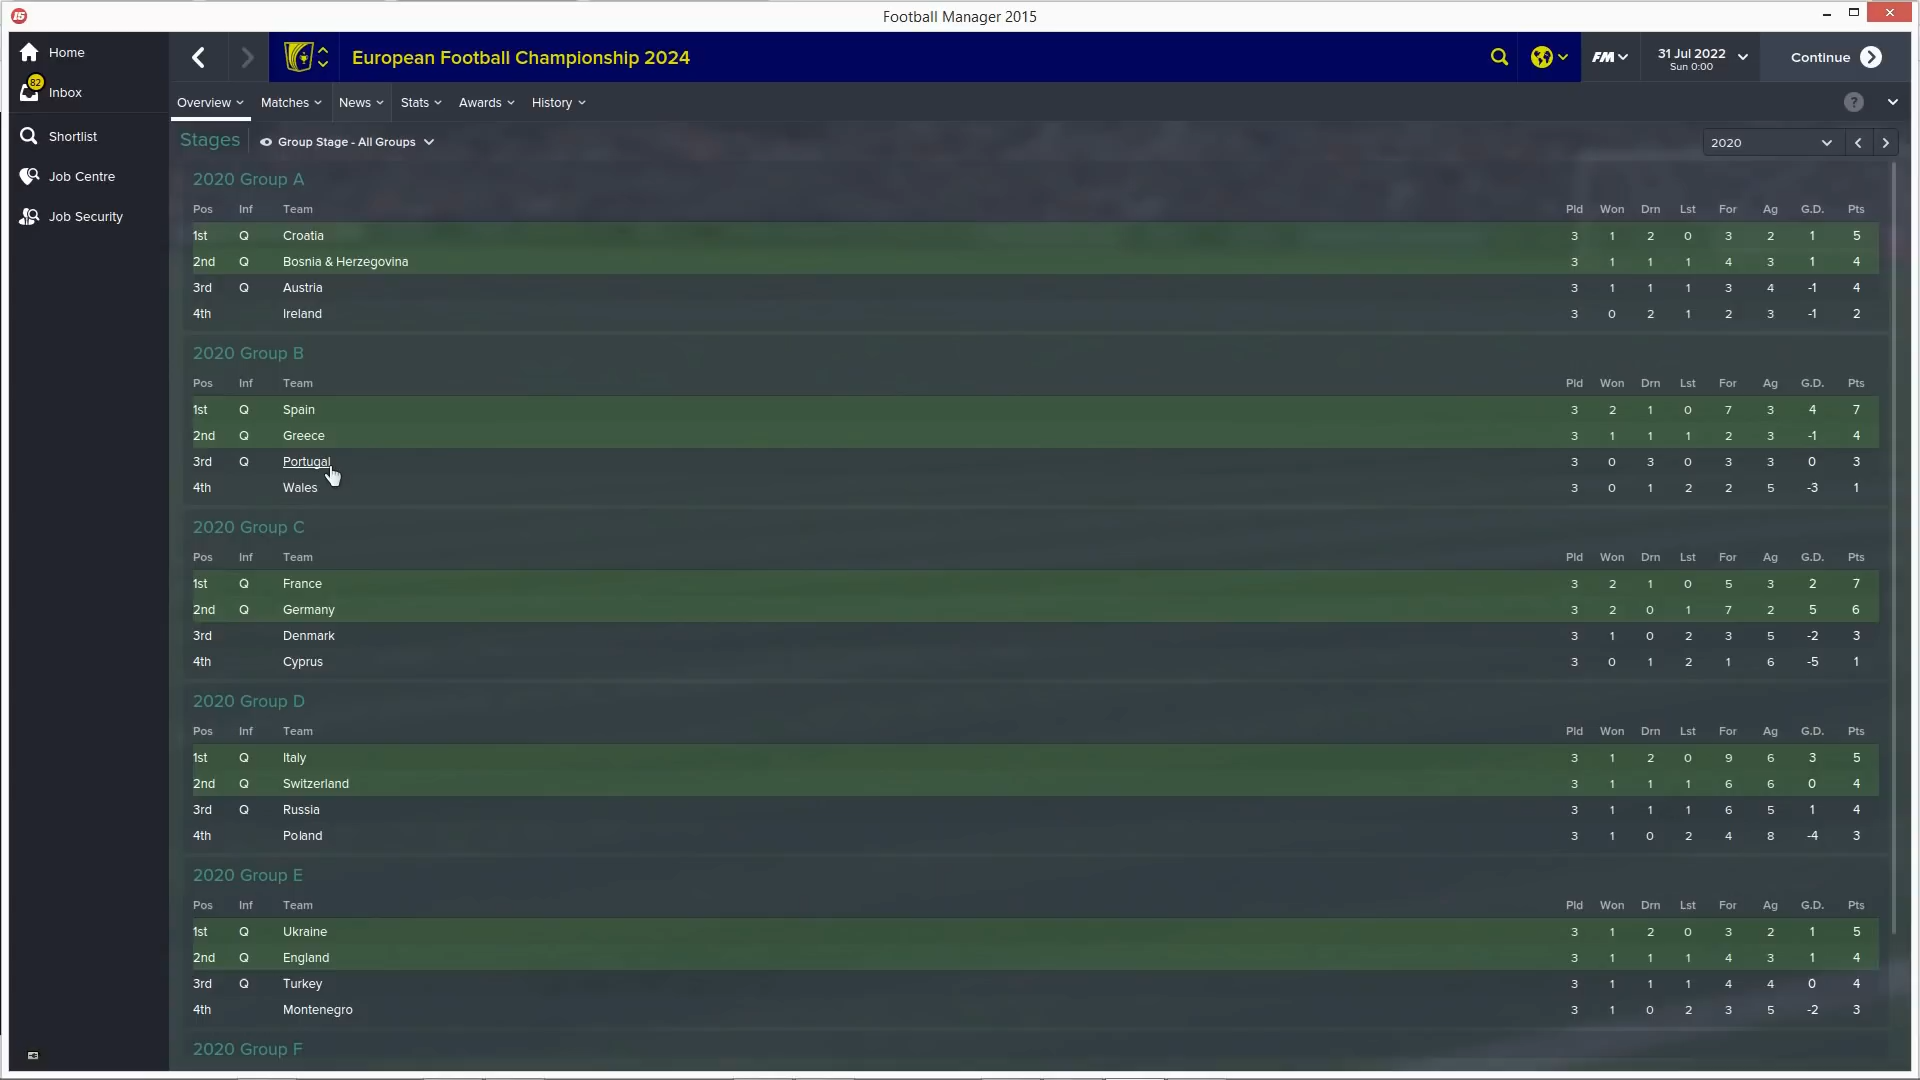 Football Manager 2015
Home
82
Inbox
Shortlist
Job Centre
Job Security
European Football Championship 2024
FM
31 Jul 2022
Sun 0:00
Continue
Overview Matches News Stats Awards History
?
Stages Group Stage - All Groups 2020
2020 Group A
Pos Inf Team Pld Won Drn Lst For Ag G.D. Pts
1st Q Croatia 3 1 2 0 3 2 1 5
2nd Q Bosnia & Herzegovina 3 1 1 1 4 3 1 4
3rd Q Austria 3 1 1 1 3 4 -1 4
4th Ireland 3 0 2 1 2 3 -1 2
2020 Group B
Pos Inf Team Pld Won Drn Lst For Ag G.D. Pts
1st Q Spain 3 2 1 0 7 3 4 7
2nd Q Greece 3 1 1 1 2 3 -1 4
3rd Q Portugal 3 0 3 0 3 3 0 3
4th Wales 3 0 1 2 2 5 -3 1
2020 Group C
Pos Inf Team Pld Won Drn Lst For Ag G.D. Pts
1st Q France 3 2 1 0 5 3 2 7
2nd Q Germany 3 2 0 1 7 2 5 6
3rd Denmark 3 1 0 2 3 5 -2 3
4th Cyprus 3 0 1 2 1 6 -5 1
2020 Group D
Pos Inf Team Pld Won Drn Lst For Ag G.D. Pts
1st Q Italy 3 1 2 0 9 6 3 5
2nd Q Switzerland 3 1 1 1 6 6 0 4
3rd Q Russia 3 1 1 1 6 5 1 4
4th Poland 3 1 0 2 4 8 -4 3
2020 Group E
Pos Inf Team Pld Won Drn Lst For Ag G.D. Pts
1st Q Ukraine 3 1 2 0 3 2 1 5
2nd Q England 3 1 1 1 4 3 1 4
3rd Q Turkey 3 1 1 1 4 4 0 4
4th Montenegro 3 1 0 2 3 5 -2 3
2020 Group F